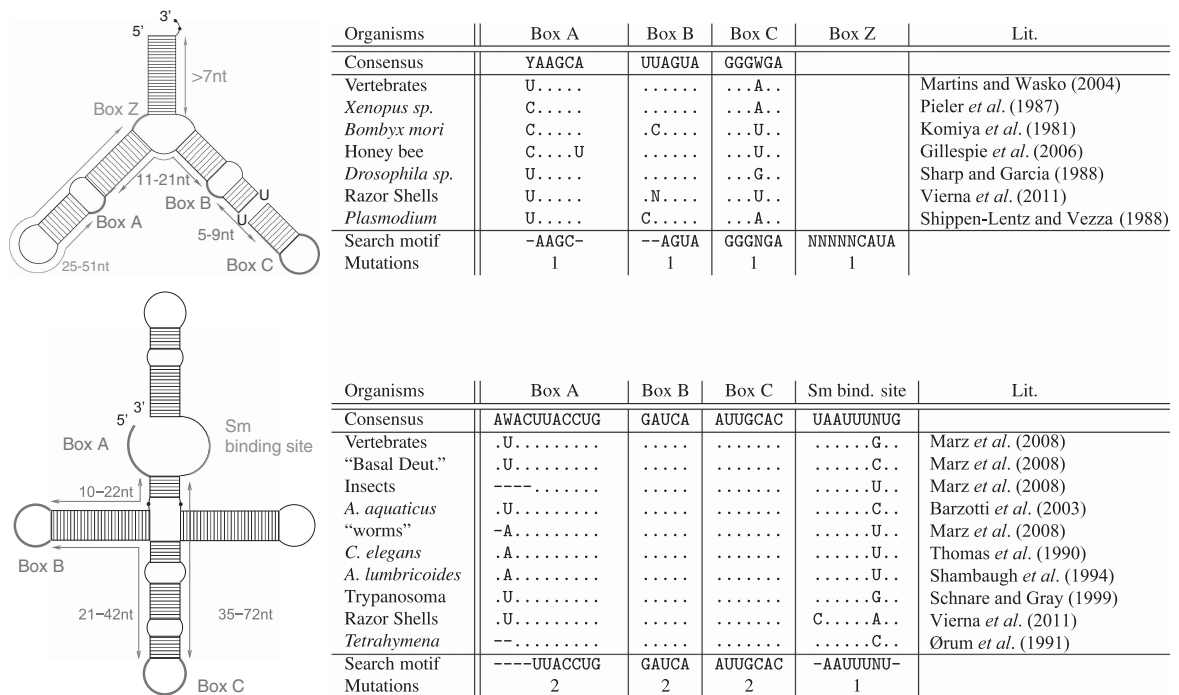 3'
5'
>7nt
Box Z
11-21nt
Box B
U
U
Box A
5-9nt
25-51nt
Box C
Organisms Box A Box B Box C Box Z Lit.
Consensus YAAGCA UUAGUA GGGWGA
Vertebrates U..... ...... ...A.. Martins and Wasko (2004)
Xenopus sp. C..... ...... ...A.. Pieler et al. (1987)
Bombyx mori C..... .C.... ...U.. Komiya et al. (1981)
Honey bee C....U ...... ...U.. Gillespie et al. (2006)
Drosophila sp. U..... ...... ...G.. Sharp and Garcia (1988)
Razor Shells U..... .N.... ...U.. Vierna et al. (2011)
Plasmodium U..... C..... ...A.. Shippen-Lentz and Vezza (1988)
Search motif -AAGC- --AGUA GGGNGA NNNNNCAUA
Mutations 1 1 1 1
3'
5'
Box A
Sm
binding site
10−22nt
Box B
21−42nt
35−72nt
Box C
Organisms Box A Box B Box C Sm bind. site Lit.
Consensus AWACUUACCUG GAUCA AUUGCAC UAAUUUNUG
Vertebrates .U......... ..... ....... ......G.. Marz et al. (2008)
“Basal Deut.” .U......... ..... ....... ......C.. Marz et al. (2008)
Insects ----....... ..... ....... ......U.. Marz et al. (2008)
A. aquaticus .U......... ..... ....... ......C.. Barzotti et al. (2003)
“worms” -A......... ..... ....... ......U.. Marz et al. (2008)
C. elegans .A......... ..... ....... ......U.. Thomas et al. (1990)
A. lumbricoides .A......... ..... ....... ......U.. Shambaugh et al. (1994)
Trypanosoma .U......... ..... ....... ......G.. Schnare and Gray (1999)
Razor Shells .U......... ..... ....... C.....A.. Vierna et al. (2011)
Tetrahymena --......... ..... ....... ......C.. Ørum et al. (1991)
Search motif ----UUACCUG GAUCA AUUGCAC -AAUUUNU-
Mutations 2 2 2 1